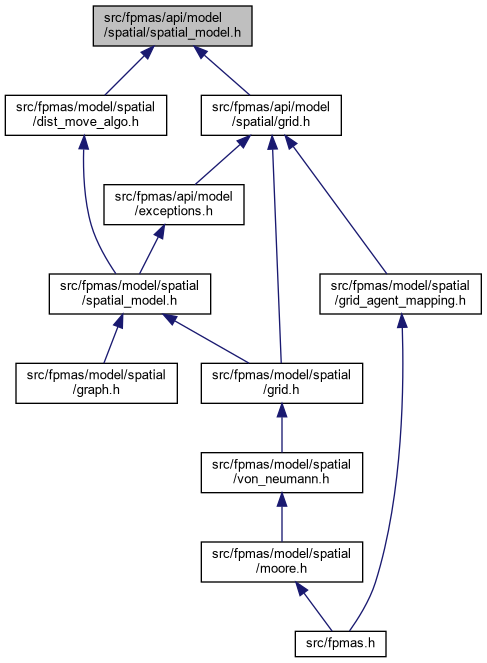 src/fpmas/api/model
/spatial/spatial_model.h
src/fpmas/model/spatial
/dist_move_algo.h
src/fpmas/api/model
/spatial/grid.h
src/fpmas/api/model
/exceptions.h
src/fpmas/model/spatial
/spatial_model.h
src/fpmas/model/spatial
/grid_agent_mapping.h
src/fpmas/model/spatial
/graph.h
src/fpmas/model/spatial
/grid.h
src/fpmas/model/spatial
/von_neumann.h
src/fpmas/model/spatial
/moore.h
src/fpmas.h